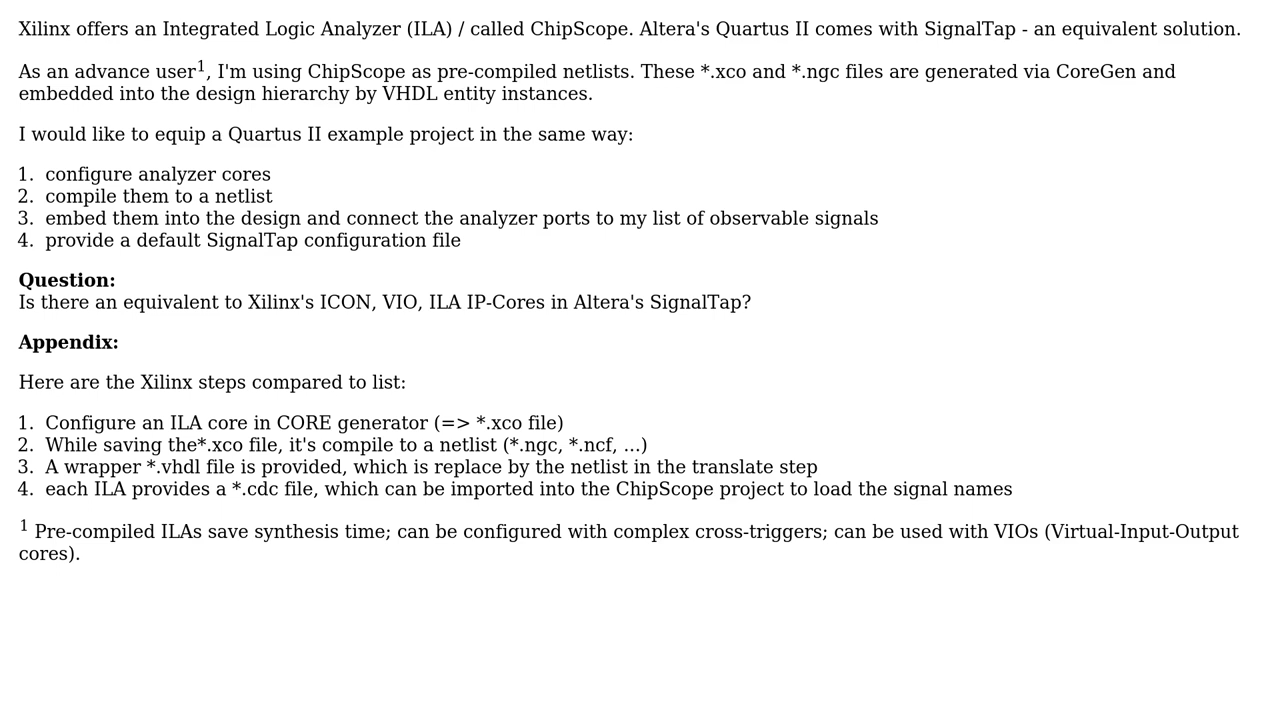 Xilinx offers an Integrated Logic Analyzer (ILA) / called ChipScope. Altera's Quartus II comes with SignalTap - an equivalent solution.
As an advance user1, I'm using ChipScope as pre-compiled netlists. These *.xco and *.ngc files are generated via CoreGen and
embedded into the design hierarchy by VHDL entity instances.
I would like to equip a Quartus II example project in the same way:
1. configure analyzer cores
2. compile them to a netlist
3. embed them into the design and connect the analyzer ports to my list of observable signals
4. provide a default SignalTap configuration file
Question:
Is there an equivalent to Xilinx's ICON, VIO, ILA IP-Cores in Altera's SignalTap?
Appendix:
Here are the Xilinx steps compared to list:
1. Configure an ILA core in CORE generator (=> *.xco file)
2. While saving the*.xco file, it's compile to a netlist (*.ngc, *.ncf, ...)
3. A wrapper *.vhdl file is provided, which is replace by the netlist in the translate step
4. each ILA provides a *.cdc file, which can be imported into the ChipScope project to load the signal names
1 Pre-compiled ILAs save synthesis time; can be configured with complex cross-triggers; can be used with VIOs (Virtual-Input-Output
cores).